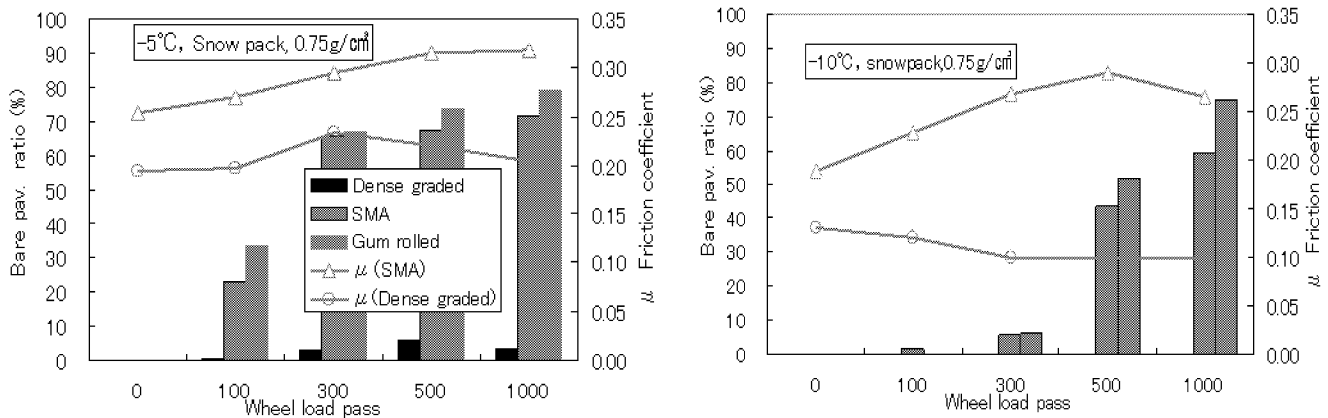 -5℃, Snow pack, 0.75g/cm³
Bare pav. ratio (%)
100
90
80
70
60
50
40
30
20
10
0
0.35
0.30
0.25
0.20
0.15
0.10
0.05
0.00
μ Friction coefficient
Dense graded
SMA
Gum rolled
μ (SMA)
μ (Dense graded)
0 100 300 500 1000
Wheel load pass
-10℃, snowpack,0.75g/cm³
Bare pav. ratio (%)
100
90
80
70
60
50
40
30
20
10
0
0.35
0.30
0.25
0.20
0.15
0.10
0.05
0.00
μ Friction coefficient
0 100 300 500 1000
Wheel load pass